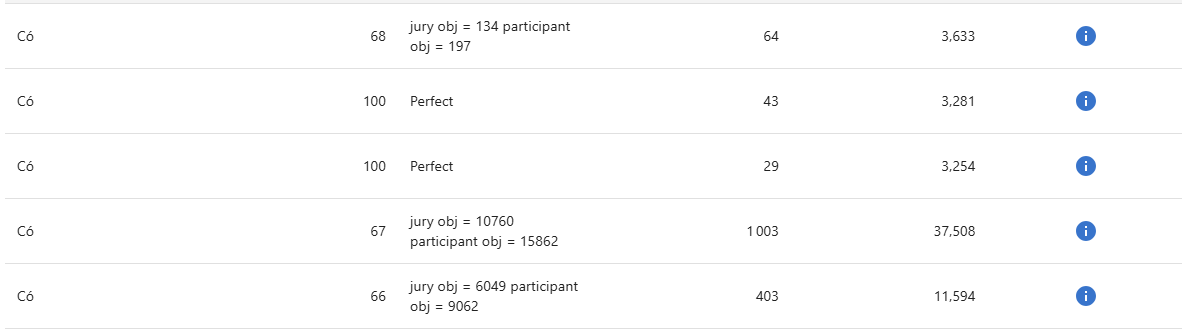 Có 68 jury obj = 134 participant 64 3,633
obj = 197
Có 100 Perfect 43 3,281
Có 100 Perfect 29 3,254
Có 67 jury obj = 10760 1 003 37,508
participant obj = 15862
Có 66 jury obj = 6049 participant 403 11,594
obj = 9062